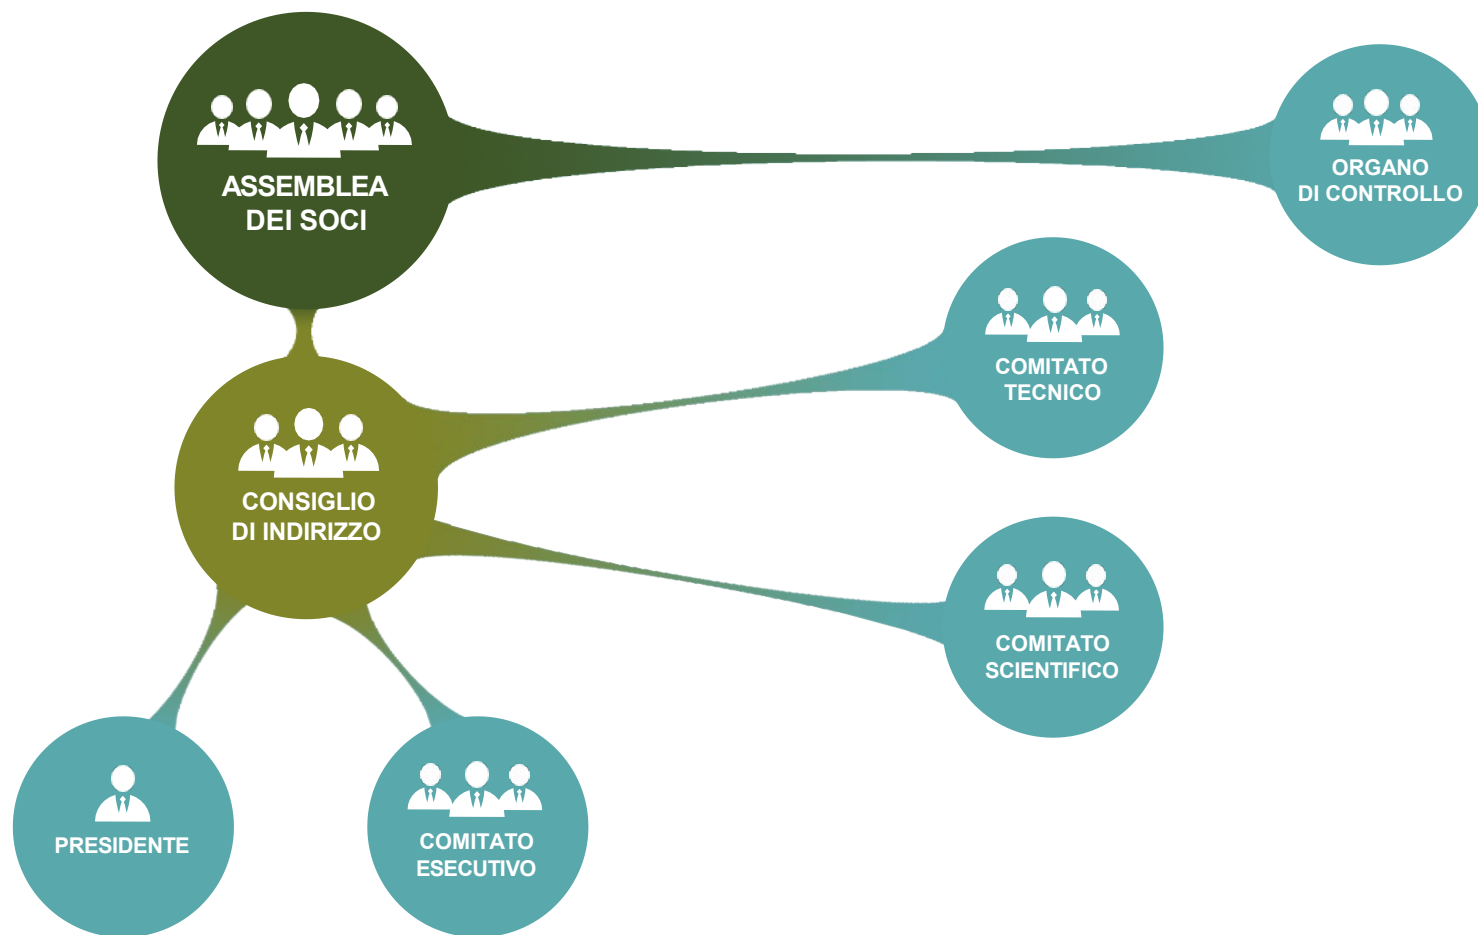 ASSEMBLEA
DEI SOCI
ORGANO
DI CONTROLLO
COMITATO
TECNICO
CONSIGLIO
DI INDIRIZZO
COMITATO
SCIENTIFICO
PRESIDENTE
COMITATO
ESECUTIVO